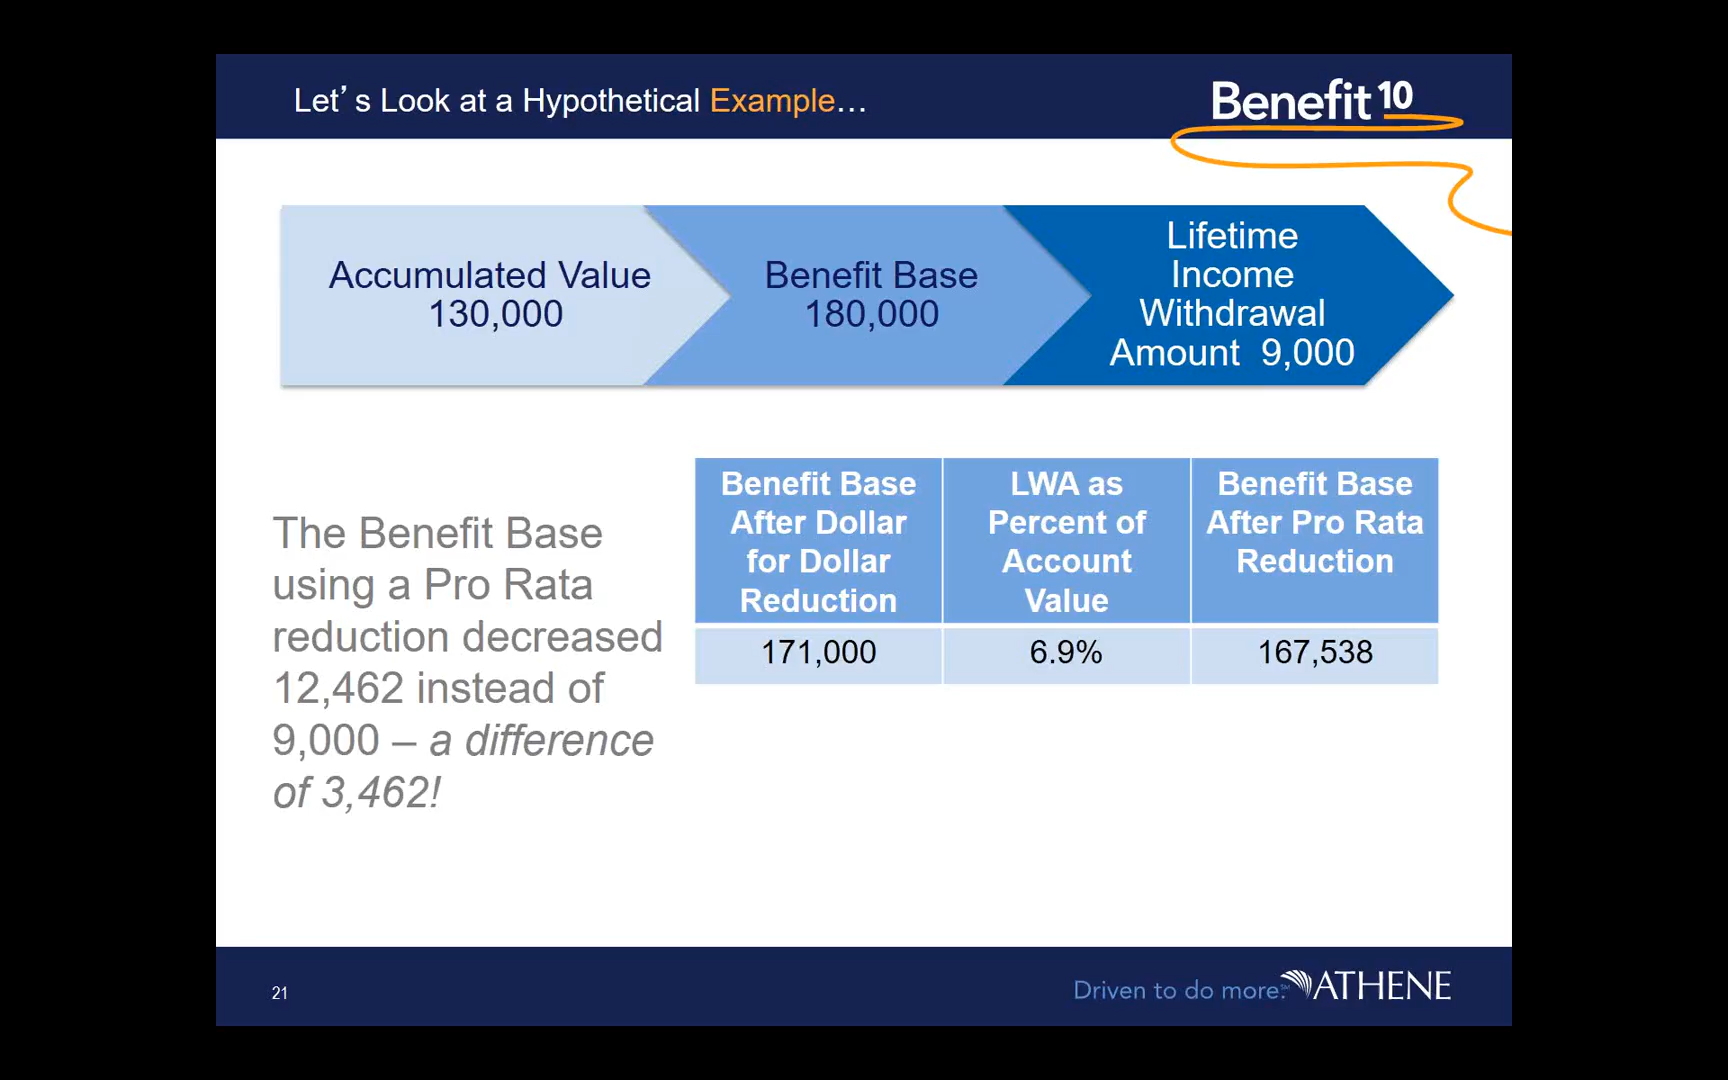 Let’s Look at a Hypothetical Example…
Benefit 10
Accumulated Value
130,000
Benefit Base
180,000
Lifetime
Income
Withdrawal
Amount 9,000
The Benefit Base
using a Pro Rata
reduction decreased
12,462 instead of
9,000 – a difference
of 3,462!
Benefit Base
After Dollar
for Dollar
Reduction
LWA as
Percent of
Account
Value
Benefit Base
After Pro Rata
Reduction
171,000
6.9%
167,538
21
Driven to do more.℠
ATHENE